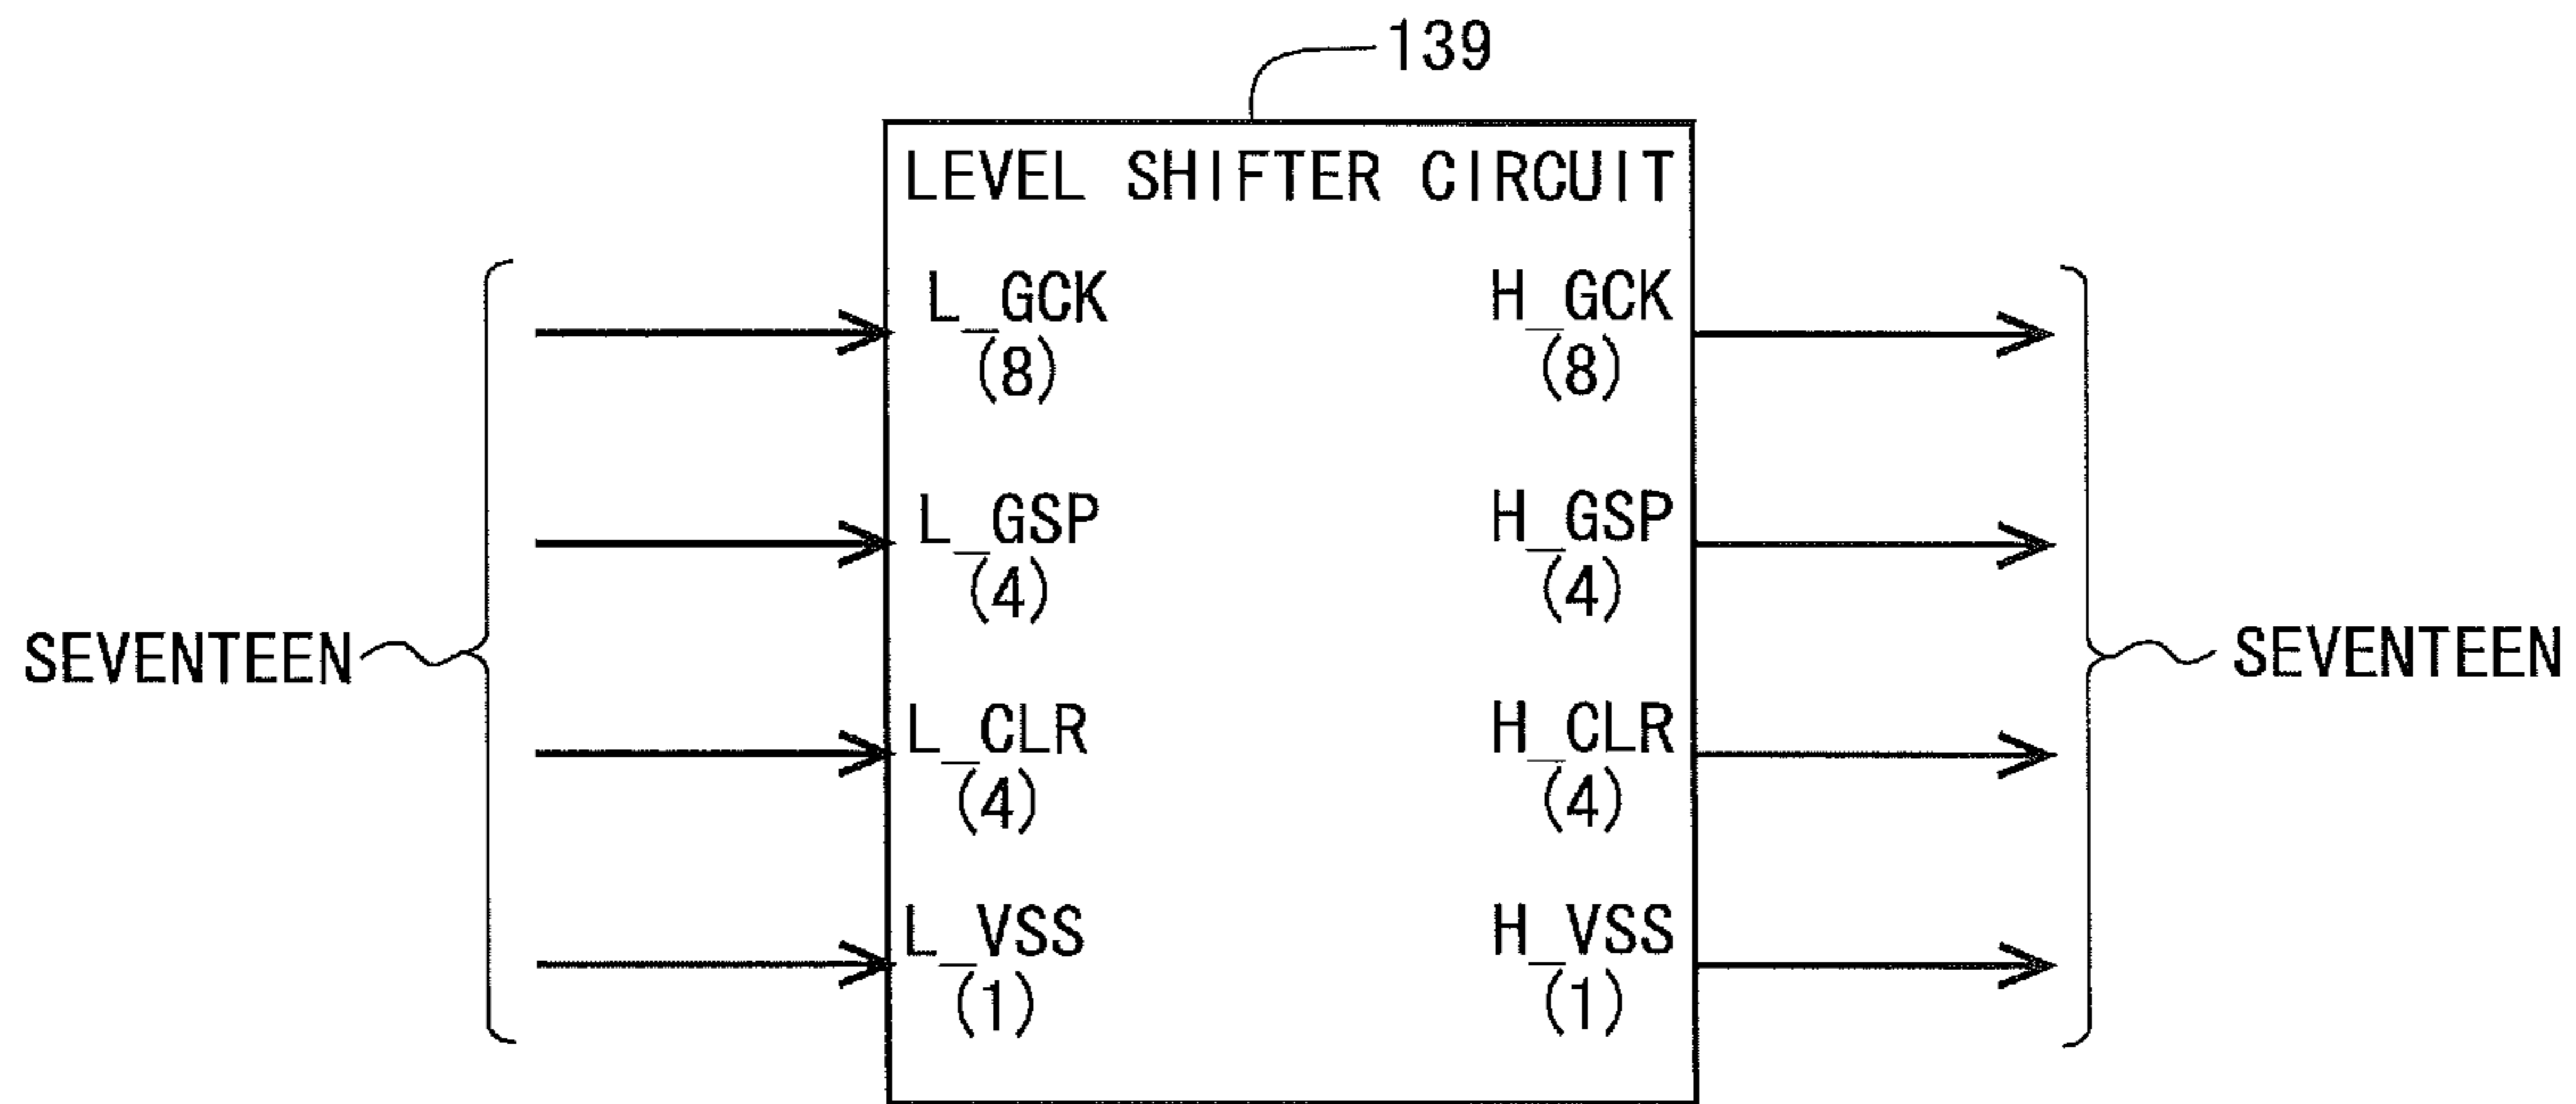 139
LEVEL SHIFTER CIRCUIT
L_GCK
(8)
H_GCK
(8)
L_GSP
(4)
H_GSP
(4)
SEVENTEEN
SEVENTEEN
L_CLR
(4)
H_CLR
(4)
L_VSS
(1)
H_VSS
(1)